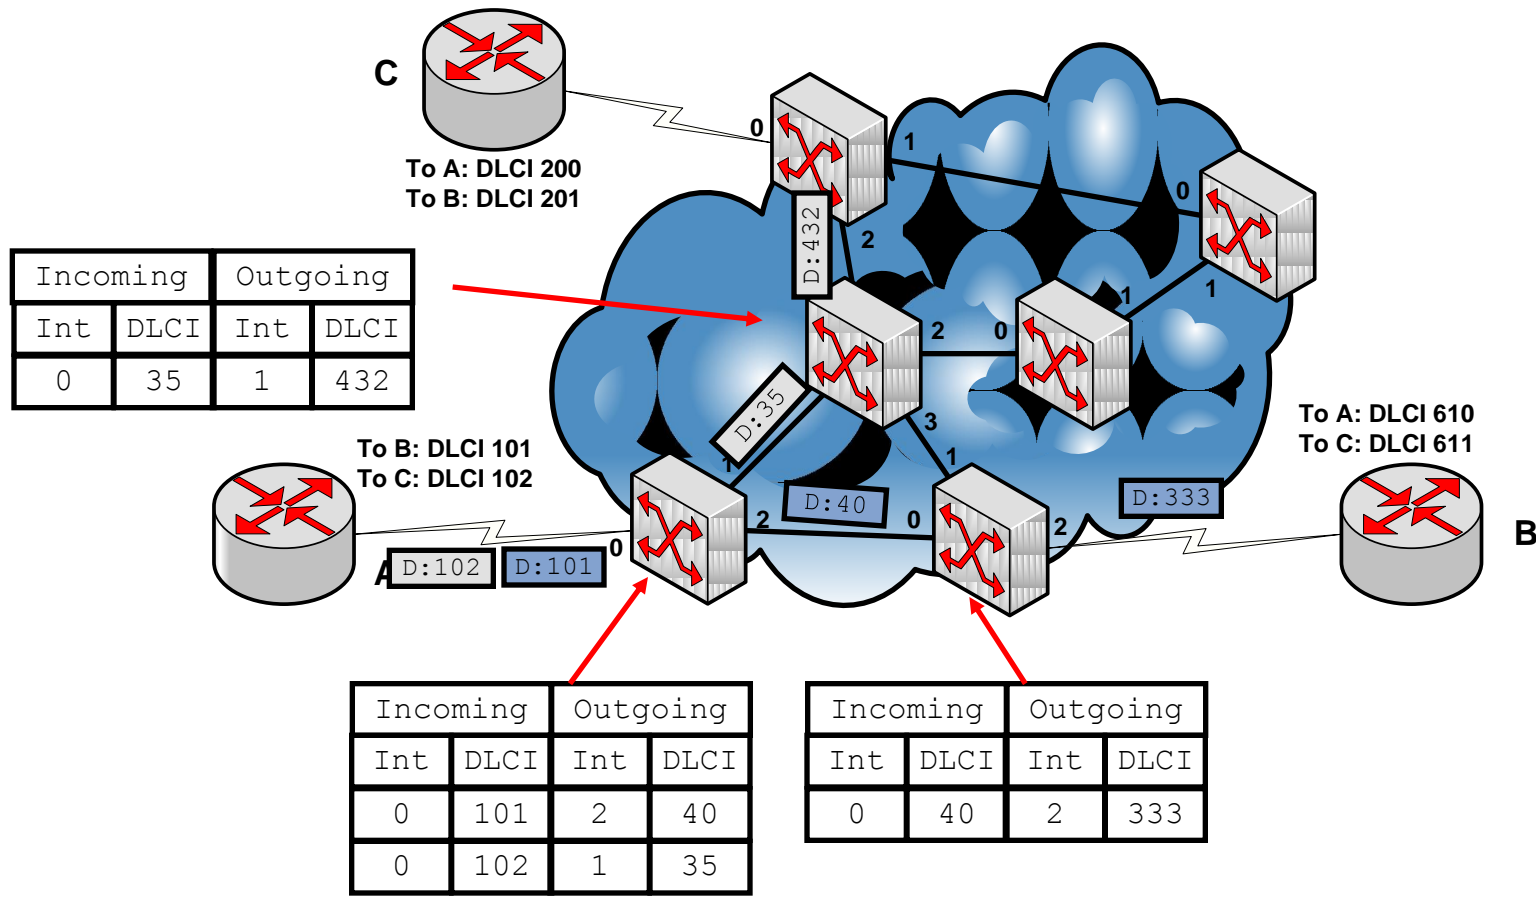 C
0
1
To A: DLCI 200
To B: DLCI 201
0
D:432
2
1
1
Incoming Outgoing
Int DLCI Int DLCI
0 35 1 432
2 0
D:35
3
1
1
To B: DLCI 101
To C: DLCI 102
To A: DLCI 610
To C: DLCI 611
D:40
D:333
2 0 2
0
B
A
D:102 D:101
Incoming Outgoing
Int DLCI Int DLCI
0 101 2 40
0 102 1 35
Incoming Outgoing
Int DLCI Int DLCI
0 40 2 333